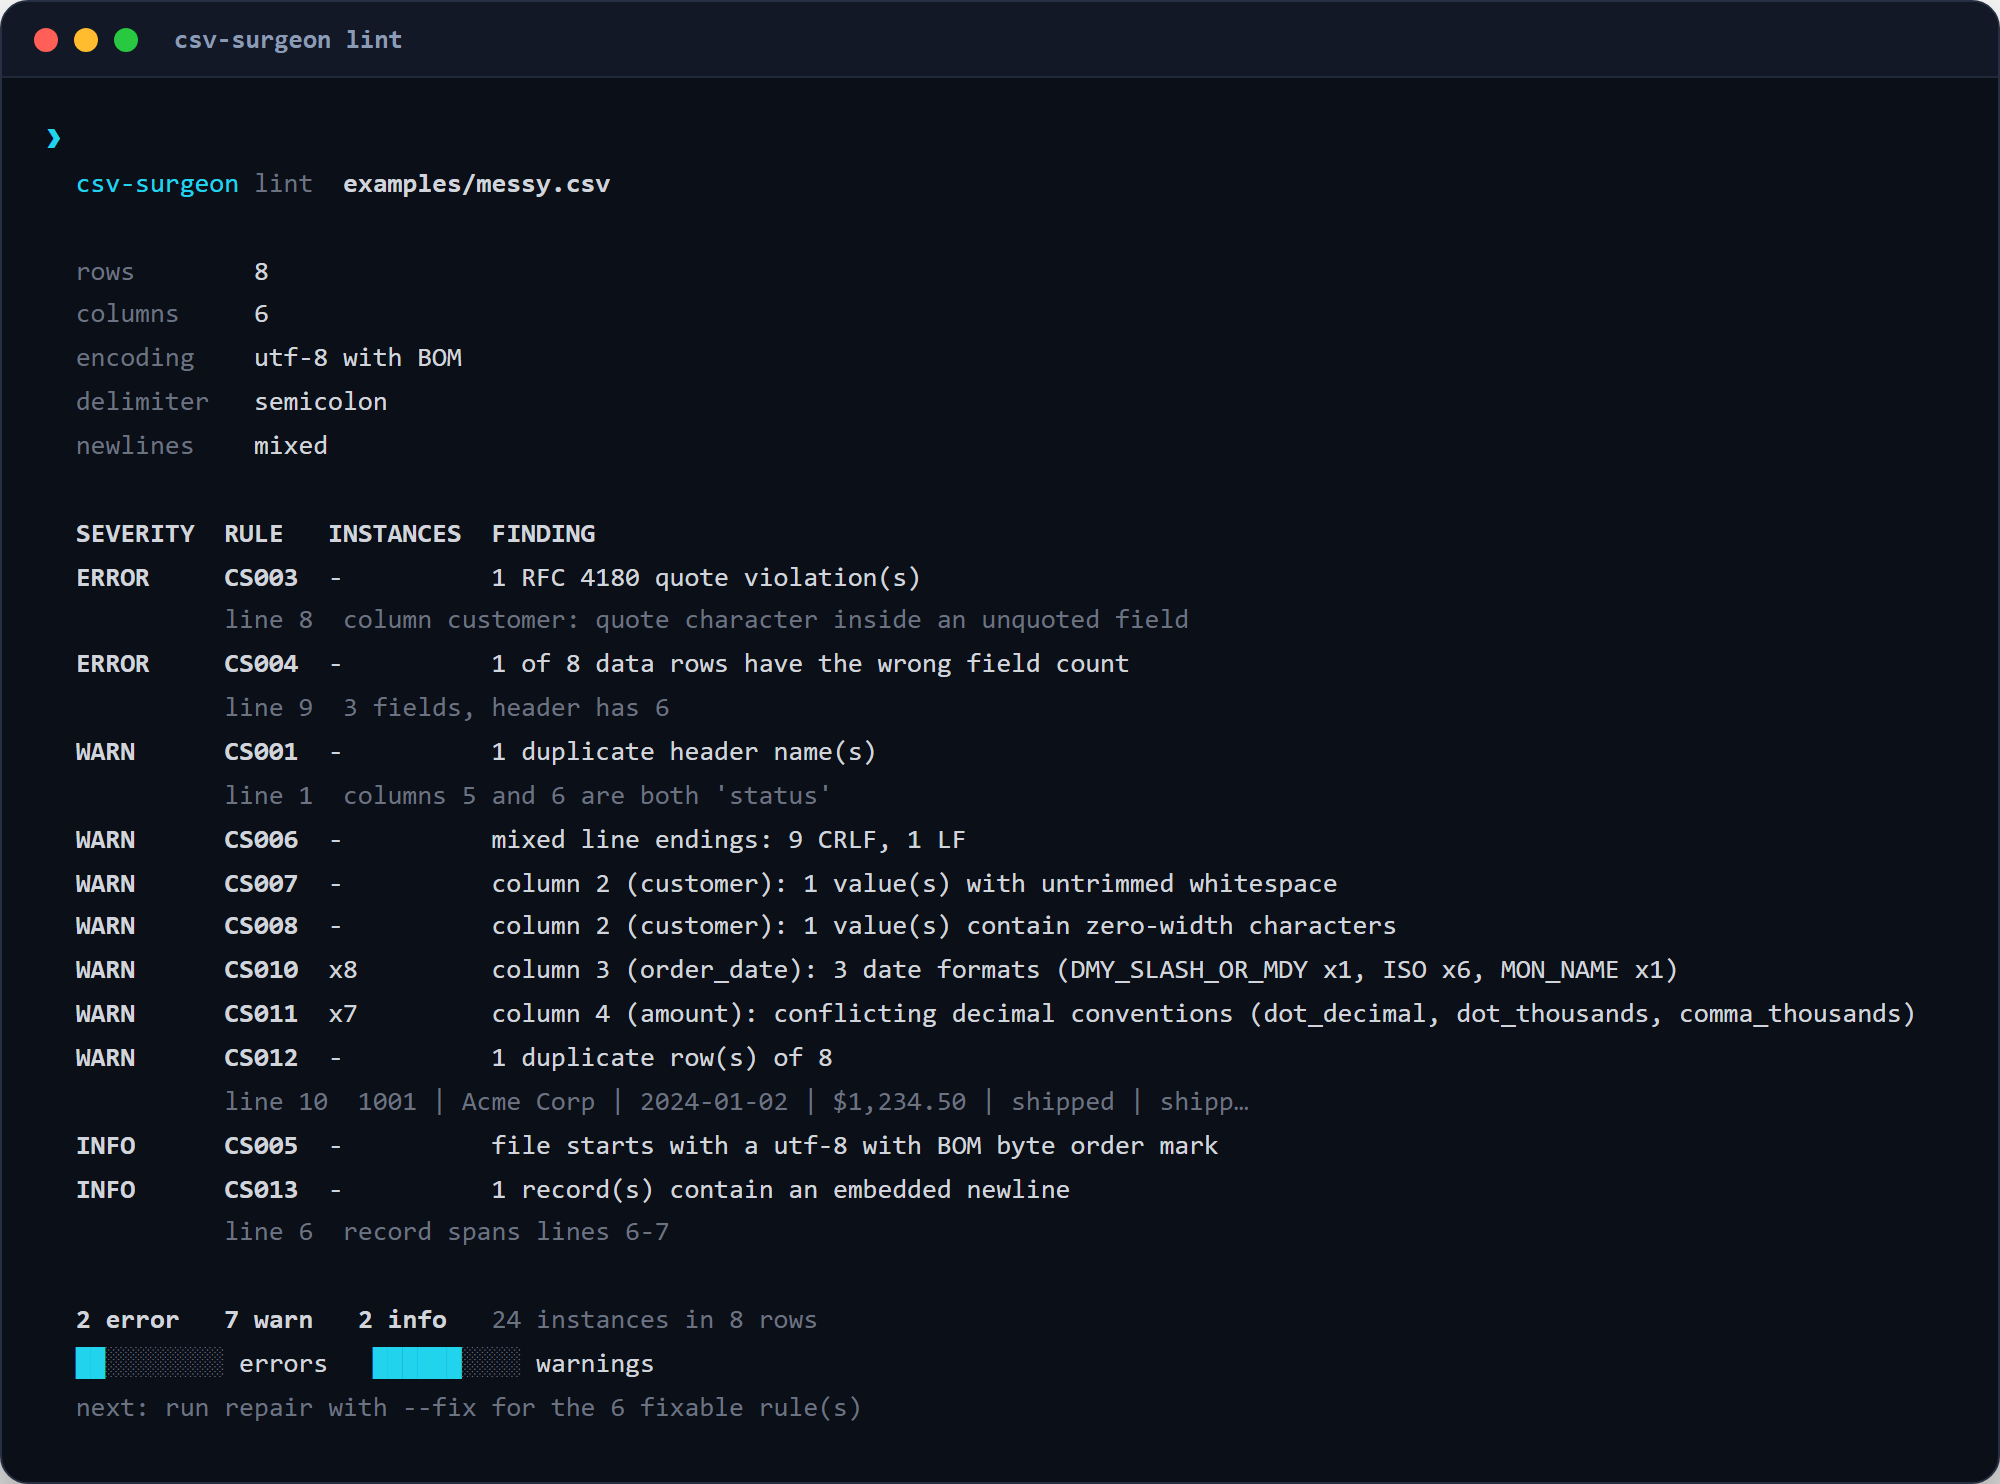 csv-surgeon lint
❯
csv-surgeon lint  examples/messy.csv
rows        8
columns     6
encoding    utf-8 with BOM
delimiter   semicolon
newlines    mixed
SEVERITY  RULE   INSTANCES  FINDING
ERROR     CS003  -          1 RFC 4180 quote violation(s)
line 8  column customer: quote character inside an unquoted field
ERROR     CS004  -          1 of 8 data rows have the wrong field count
line 9  3 fields, header has 6
WARN      CS001  -          1 duplicate header name(s)
line 1  columns 5 and 6 are both 'status'
WARN      CS006  -          mixed line endings: 9 CRLF, 1 LF
WARN      CS007  -          column 2 (customer): 1 value(s) with untrimmed whitespace
WARN      CS008  -          column 2 (customer): 1 value(s) contain zero-width characters
WARN      CS010  x8         column 3 (order_date): 3 date formats (DMY_SLASH_OR_MDY x1, ISO x6, MON_NAME x1)
WARN      CS011  x7         column 4 (amount): conflicting decimal conventions (dot_decimal, dot_thousands, comma_thousands)
WARN      CS012  -          1 duplicate row(s) of 8
line 10  1001 | Acme Corp | 2024-01-02 | $1,234.50 | shipped | shipp…
INFO      CS005  -          file starts with a utf-8 with BOM byte order mark
INFO      CS013  -          1 record(s) contain an embedded newline
line 6  record spans lines 6-7
2 error   7 warn   2 info   24 instances in 8 rows
██░░░░░░░░ errors   ██████░░░░ warnings
next: run repair with --fix for the 6 fixable rule(s)